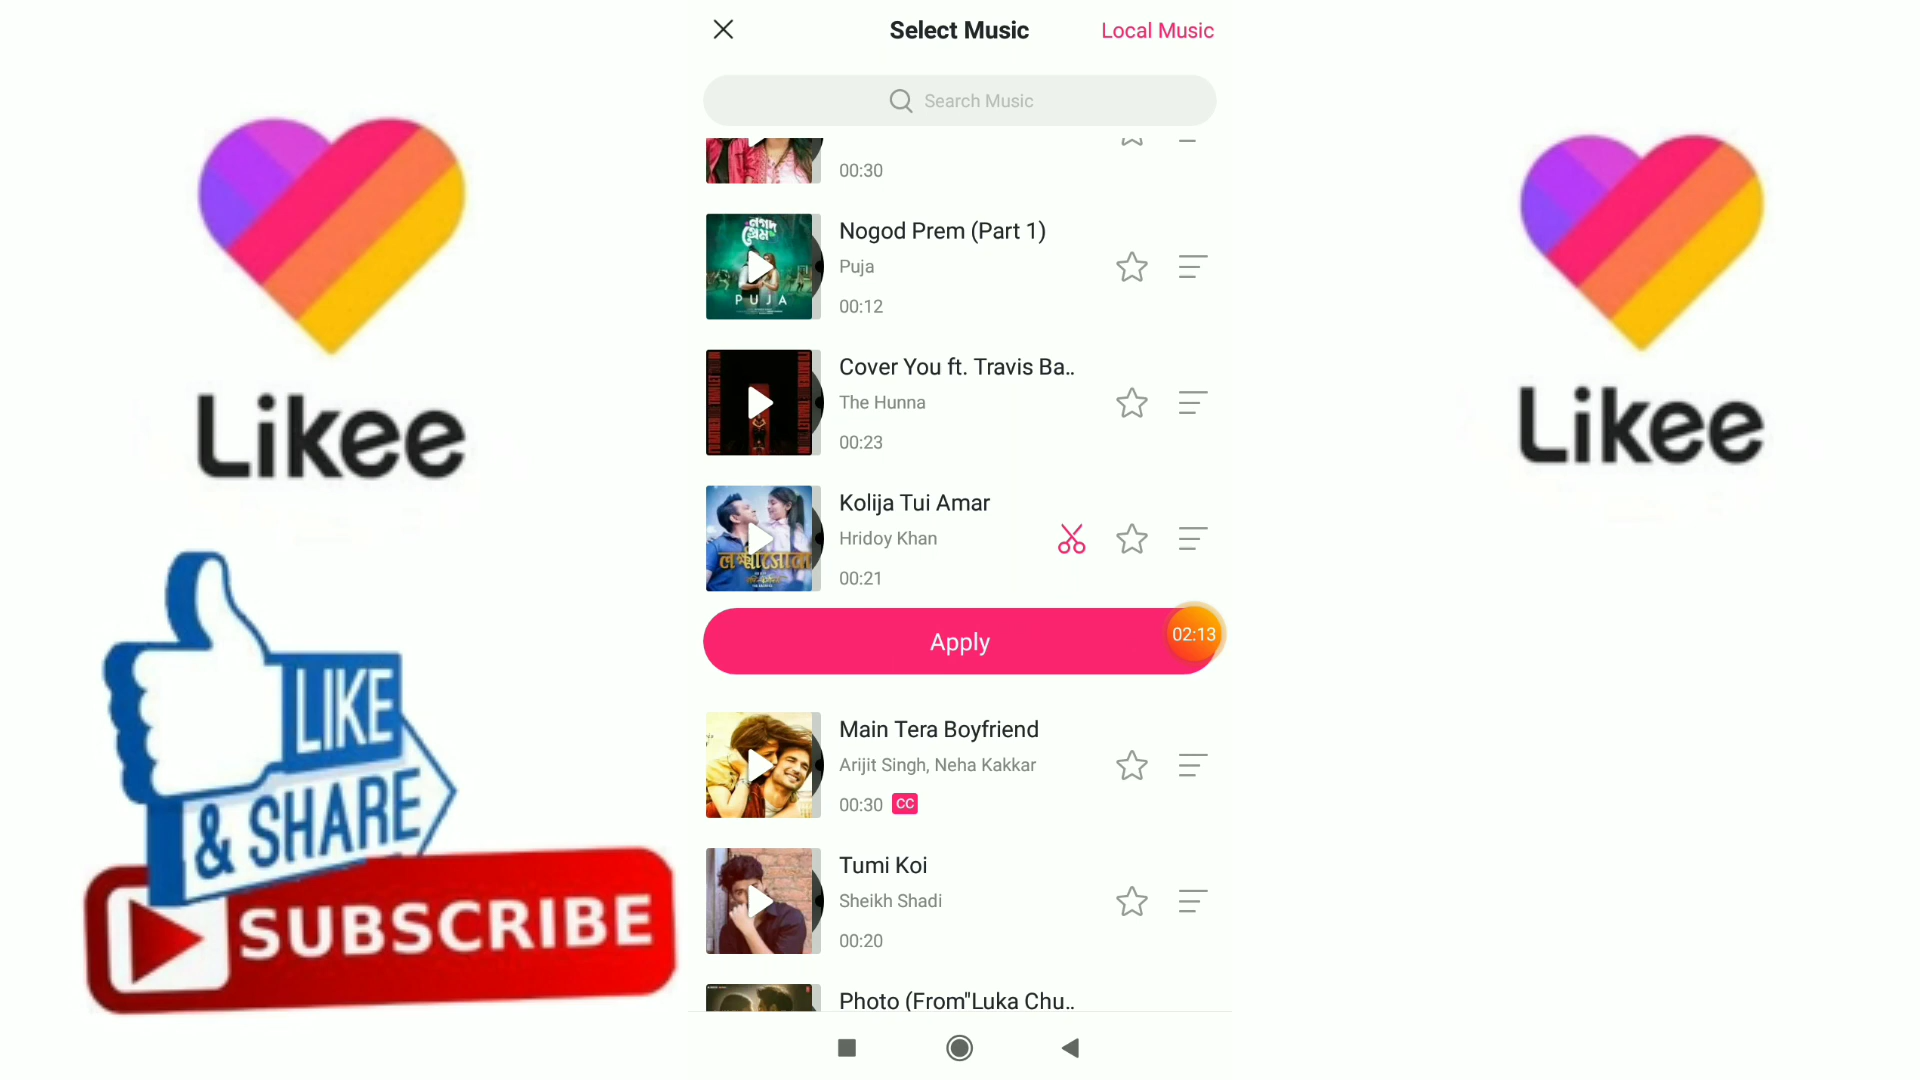 Select Music
Local Music
Search Music
00:30
Nogod Prem (Part 1)
Puja
00:12
নগদ
প্রেম
PUJA
Cover You ft. Travis Ba..
The Hunna
00:23
Kolija Tui Amar
Hridoy Khan
00:21
Apply
02:13
Main Tera Boyfriend
Arijit Singh, Neha Kakkar
00:30 CC
Tumi Koi
Sheikh Shadi
00:20
Photo (From"Luka Chu..
Likee
LIKE
& SHARE
SUBSCRIBE
Likee